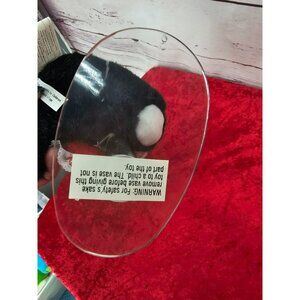 WARNING: For safety's sake
remove vase before giving this
toy to a child. The vase is not
part of the toy.